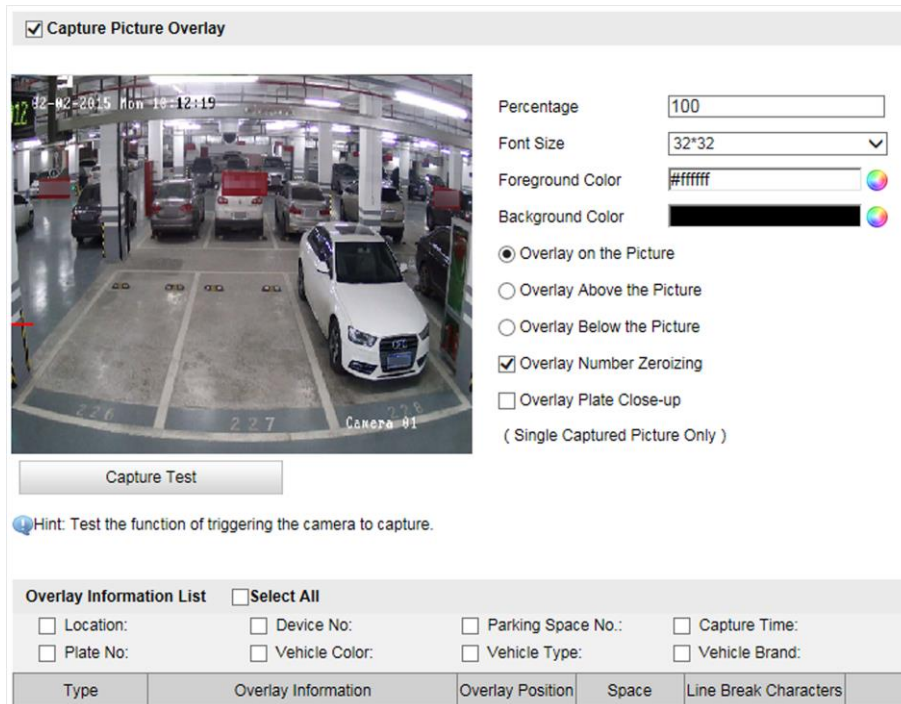 Capture Picture Overlay
12
02-02-2015 Mon 18:12:19
Percentage 100
Font Size 32*32
Foreground Color #ffffff
Background Color
Overlay on the Picture
Overlay Above the Picture
Overlay Below the Picture
Overlay Number Zeroizing
Overlay Plate Close-up
( Single Captured Picture Only )
226 227 228
Camera 01
Capture Test
Hint: Test the function of triggering the camera to capture.
Overlay Information List Select All
Location: Device No: Parking Space No.: Capture Time:
Plate No: Vehicle Color: Vehicle Type: Vehicle Brand:
Type Overlay Information Overlay Position Space Line Break Characters